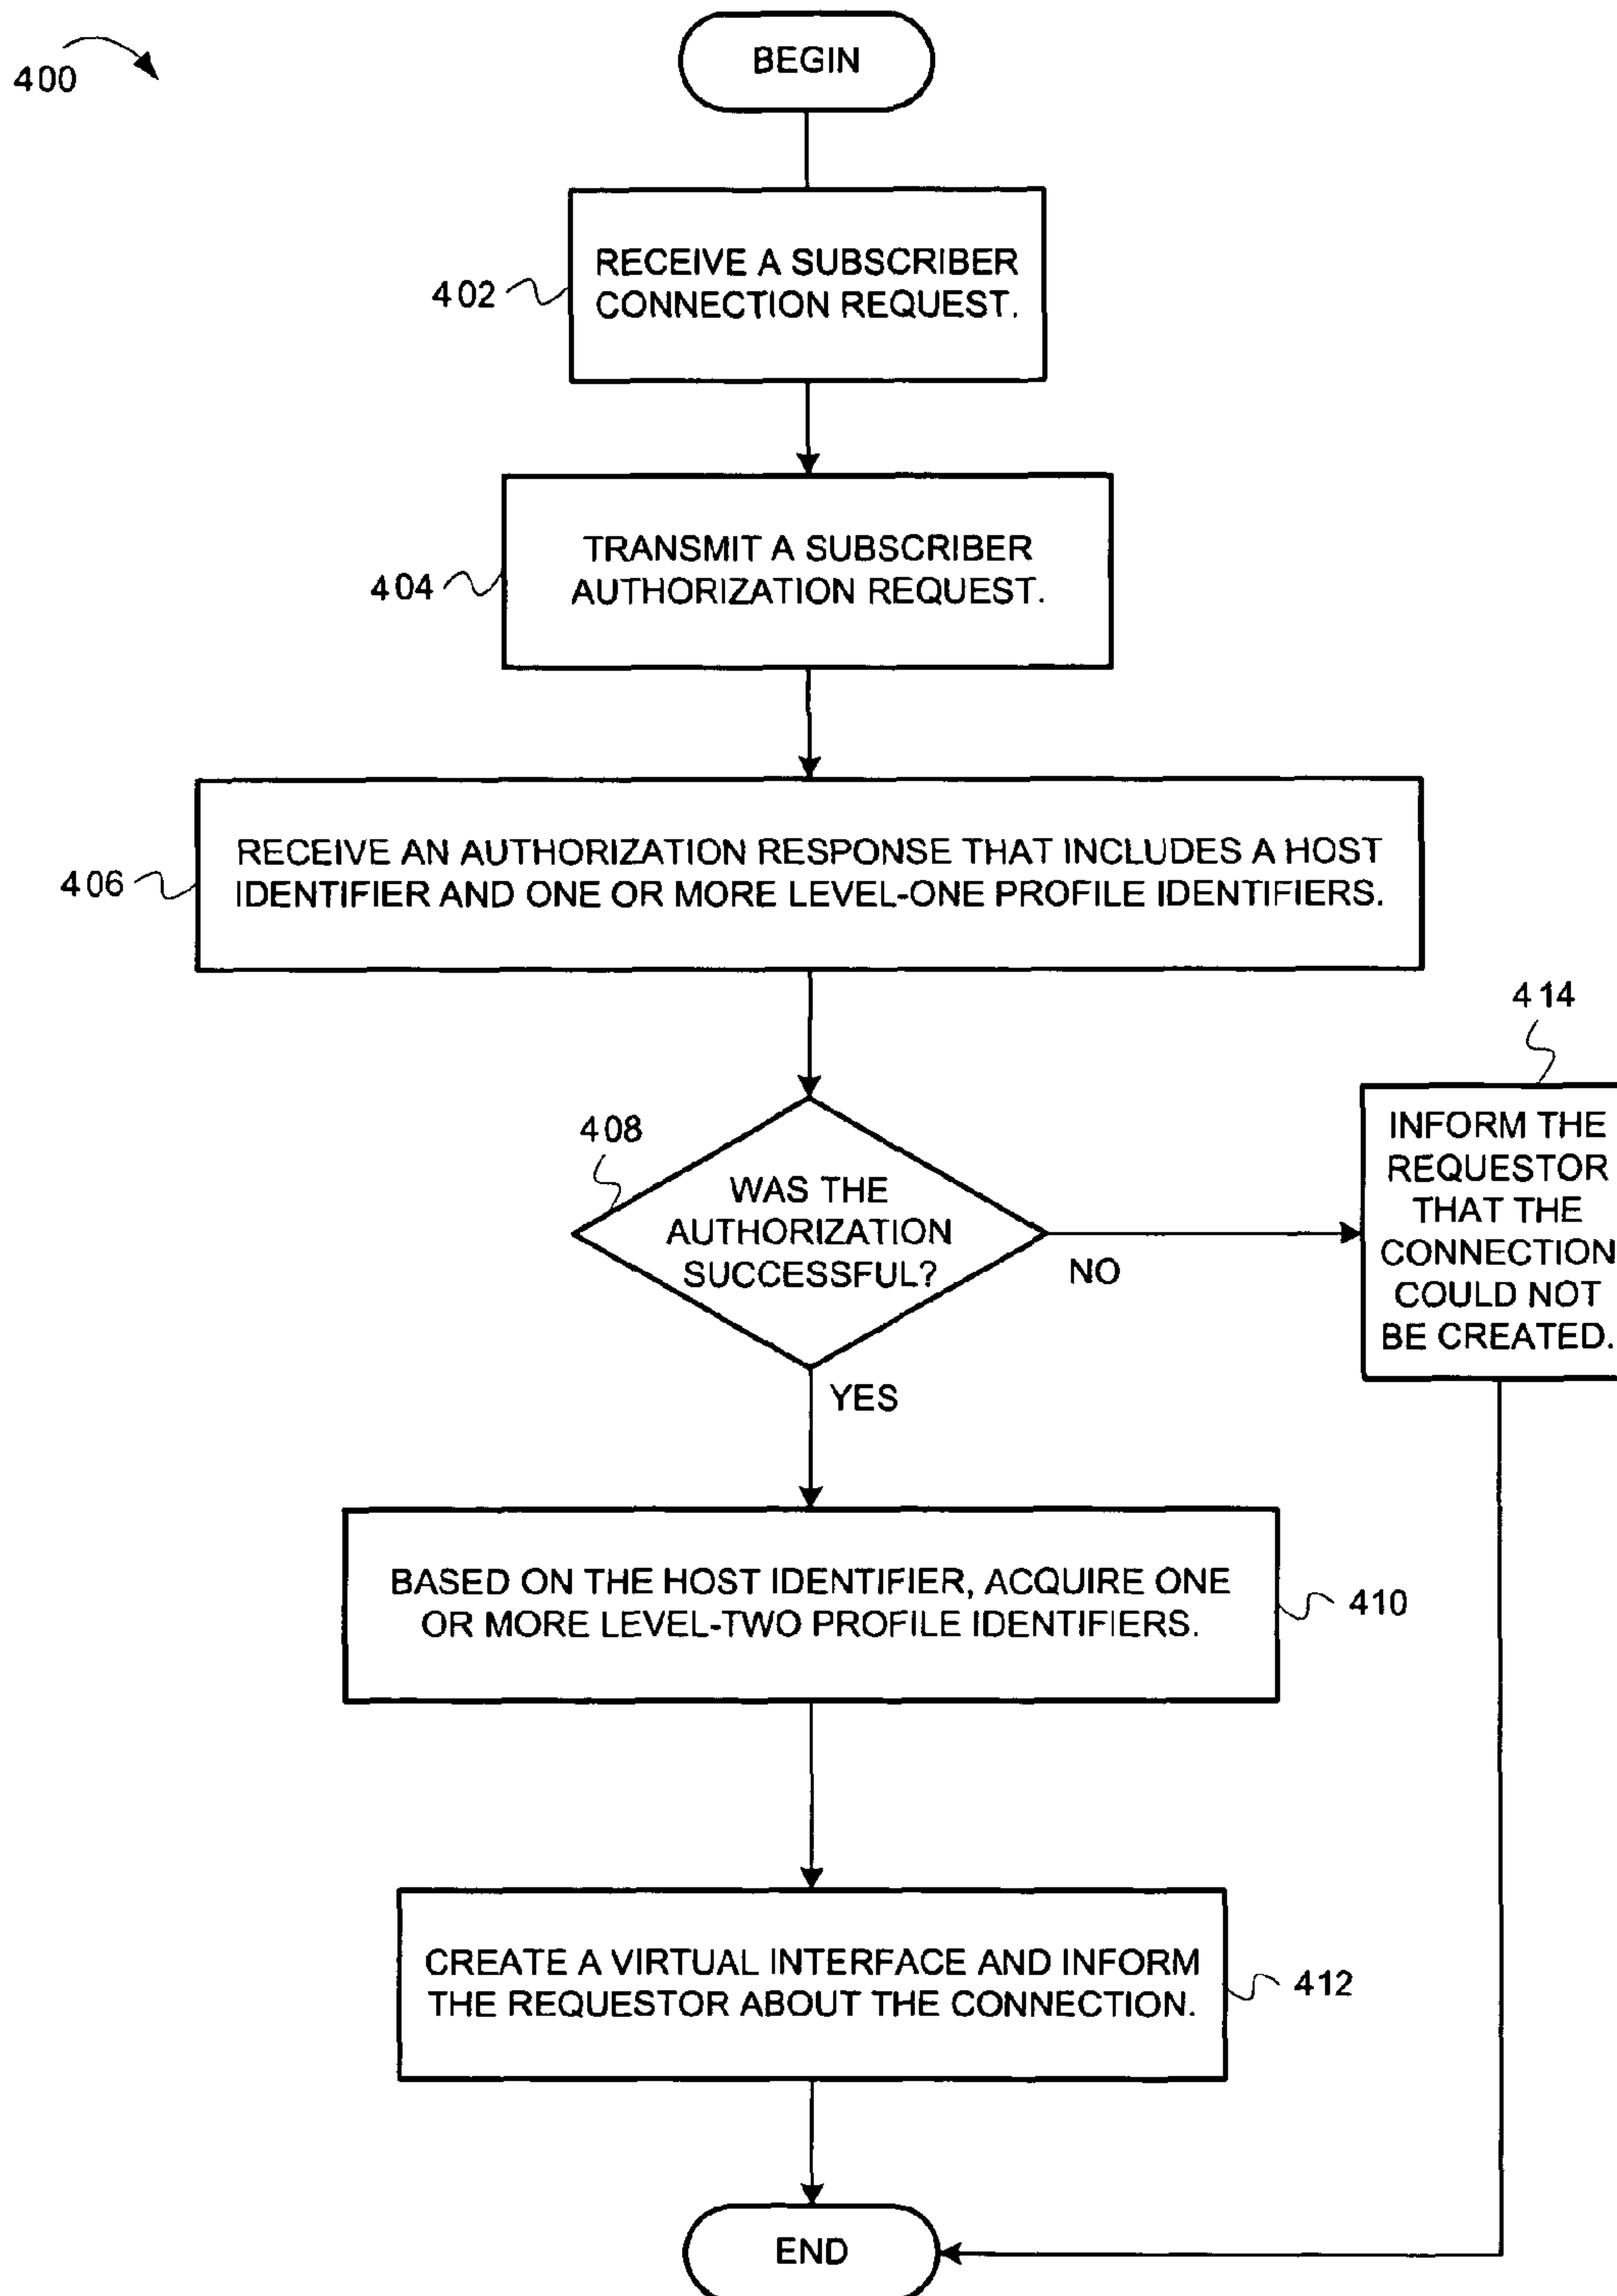 400
BEGIN
402
RECEIVE A SUBSCRIBER
CONNECTION REQUEST.
404
TRANSMIT A SUBSCRIBER
AUTHORIZATION REQUEST.
406
RECEIVE AN AUTHORIZATION RESPONSE THAT INCLUDES A HOST
IDENTIFIER AND ONE OR MORE LEVEL-ONE PROFILE IDENTIFIERS.
408
WAS THE
AUTHORIZATION
SUCCESSFUL?
NO
414
INFORM THE
REQUESTOR
THAT THE
CONNECTION
COULD NOT
BE CREATED.
YES
BASED ON THE HOST IDENTIFIER, ACQUIRE ONE
OR MORE LEVEL-TWO PROFILE IDENTIFIERS.
410
CREATE A VIRTUAL INTERFACE AND INFORM
THE REQUESTOR ABOUT THE CONNECTION.
412
END